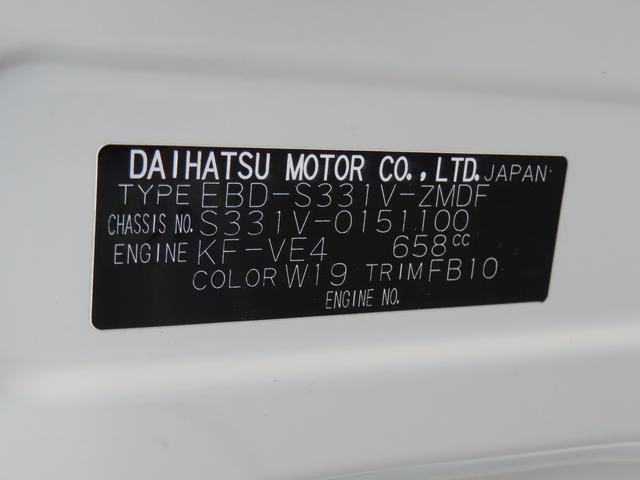 DAIHATSU MOTOR CO.,LTD. JAPAN
TYPE EBD-S331V-ZMDF
CHASSIS NO. S331V-0151100
ENGINE KF-VE4 658cc
COLOR W19 TRIM FB10
ENGINE NO.